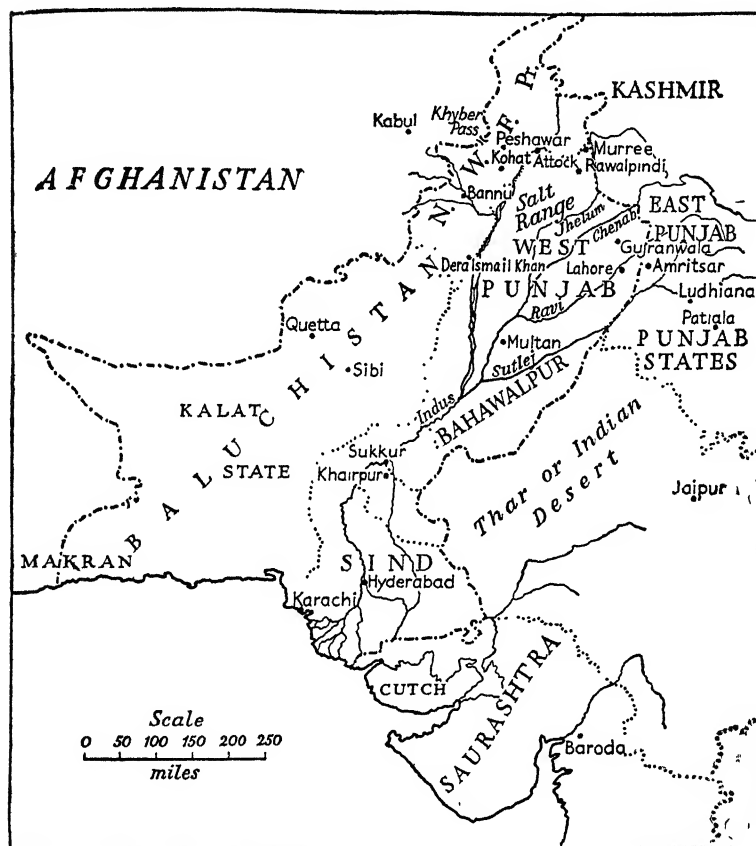 KASHMIR
Kabul
Khyber
Pass
N. W. F. Pr.
Peshawar
Kohat
Attock
Murree
Rawalpindi
AFGHANISTAN
Bannu
Salt
Range
Jhelum
Chenab
EAST
PUNJAB
WEST
PUNJAB
Gujranwala
Dera Ismail Khan
Lahore
Amritsar
Ravi
Ludhiana
Patiala
PUNJAB
STATES
Quetta
Multan
Sutlej
Sibi
Indus
BAHAWALPUR
KALAT
STATE
BALUCHISTAN
Sukkur
Khairpur
Thar or Indian
Desert
Jaipur
MAKRAN
SIND
Hyderabad
Karachi
CUTCH
SAURASHTRA
Baroda
Scale
0 50 100 150 200 250
miles